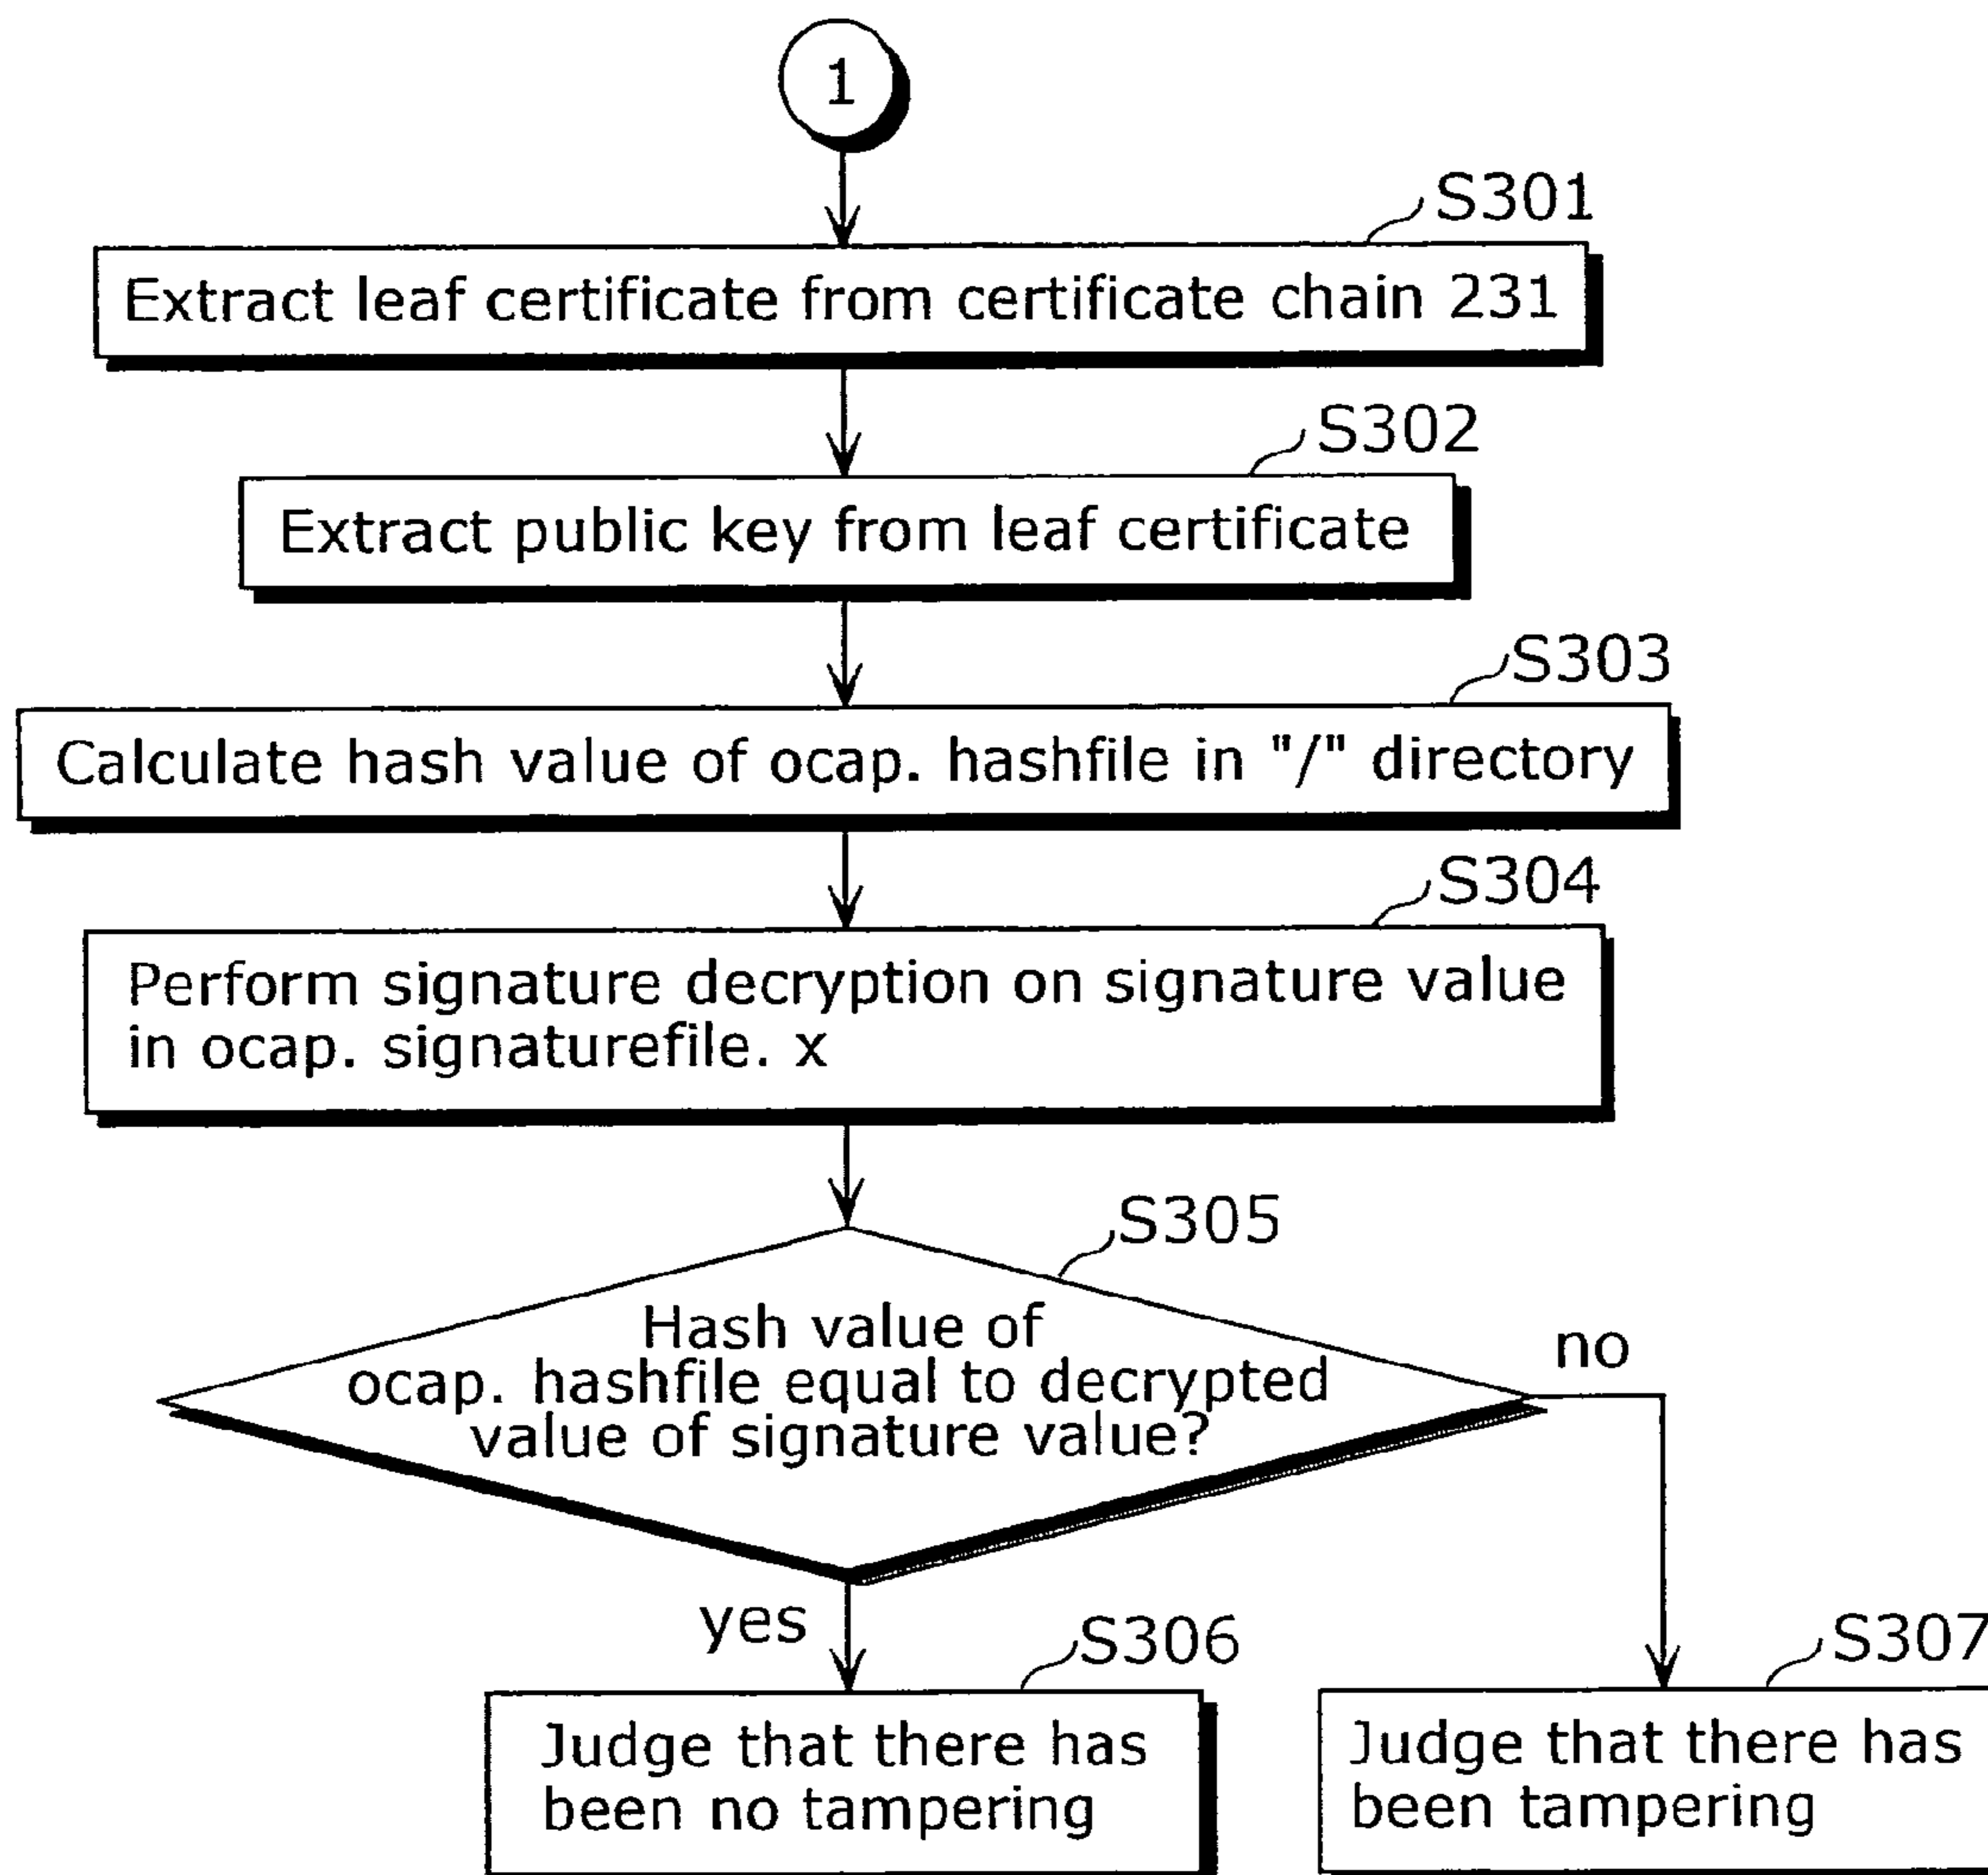 1
S301
Extract leaf certificate from certificate chain 231
S302
Extract public key from leaf certificate
S303
Calculate hash value of ocap. hashfile in "/" directory
S304
Perform signature decryption on signature value
in ocap. signaturefile. x
S305
Hash value of
ocap. hashfile equal to decrypted
value of signature value?
no
yes
S306
Judge that there has
been no tampering
S307
Judge that there has
been tampering